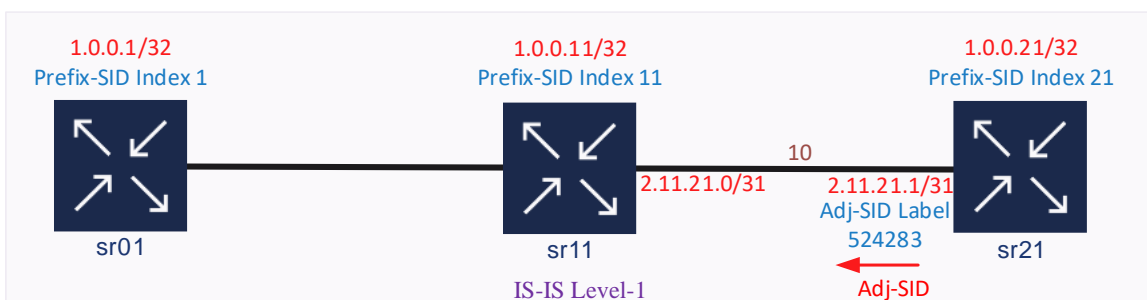 1.0.0.1/32
Prefix-SID Index 1
1.0.0.11/32
Prefix-SID Index 11
1.0.0.21/32
Prefix-SID Index 21
10
2.11.21.0/31
2.11.21.1/31
Adj-SID Label
524283
sr01
sr11
sr21
IS-IS Level-1
Adj-SID